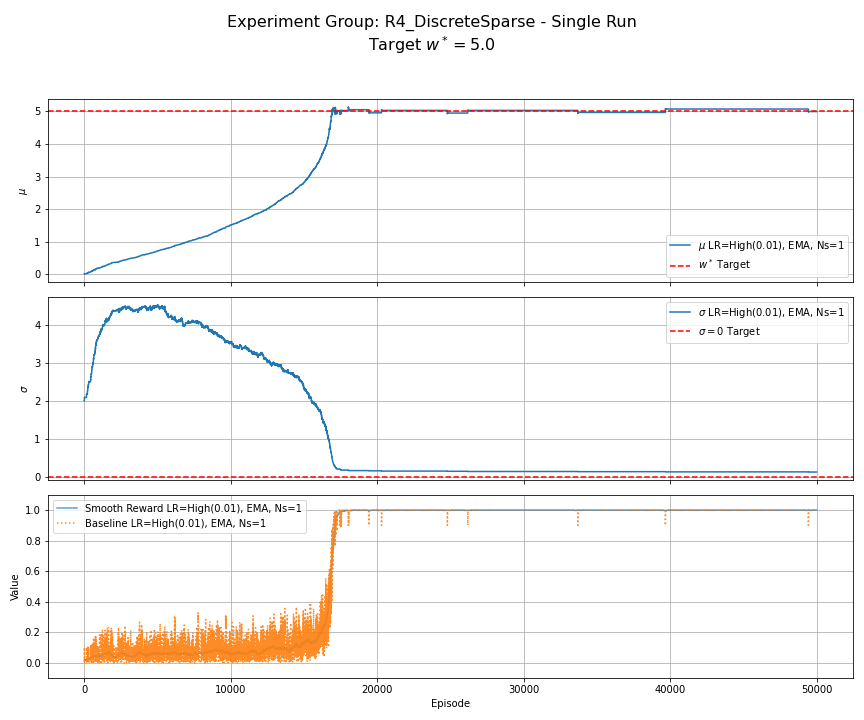 Experiment Group: R4_DiscreteSparse - Single Run
Target w* = 5.0
5
4
3
2
1
0
μ
μ LR=High(0.01), EMA, Ns=1
w* Target
4
3
2
1
0
σ
σ LR=High(0.01), EMA, Ns=1
σ = 0 Target
1.0
0.8
0.6
0.4
0.2
0.0
Value
Smooth Reward LR=High(0.01), EMA, Ns=1
Baseline LR=High(0.01), EMA, Ns=1
0 10000 20000 30000 40000 50000
Episode